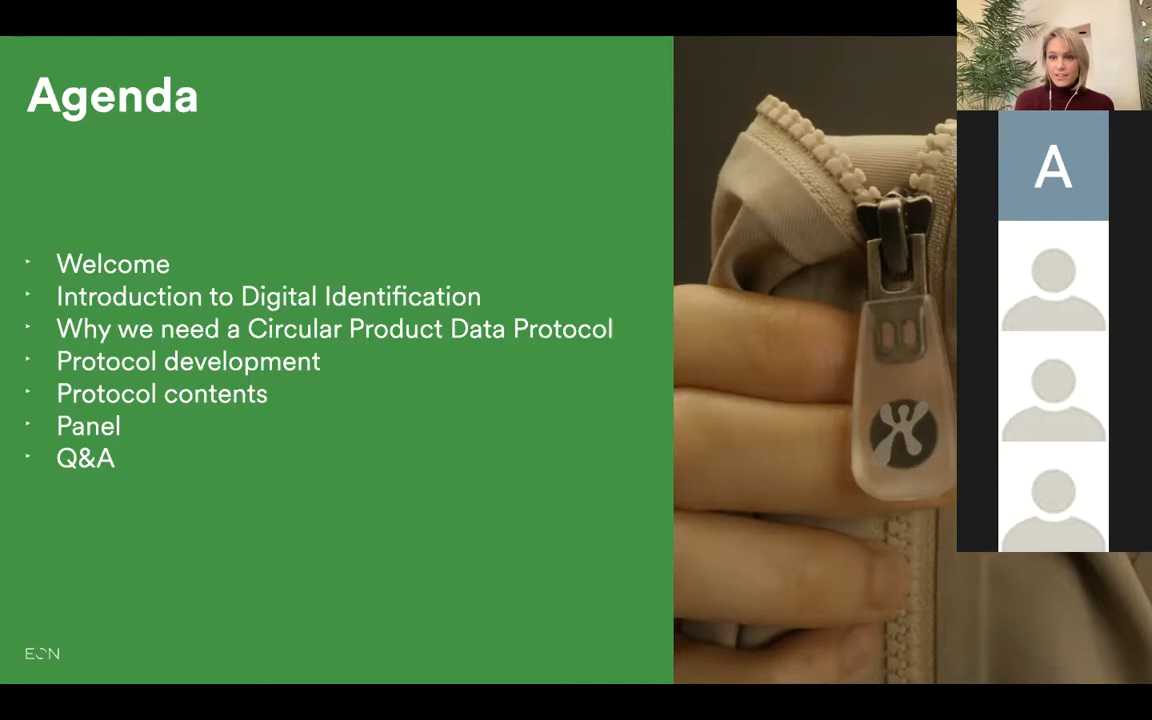 Agenda
Welcome
Introduction to Digital Identification
Why we need a Circular Product Data Protocol
Protocol development
Protocol contents
Panel
Q&A
EON
A